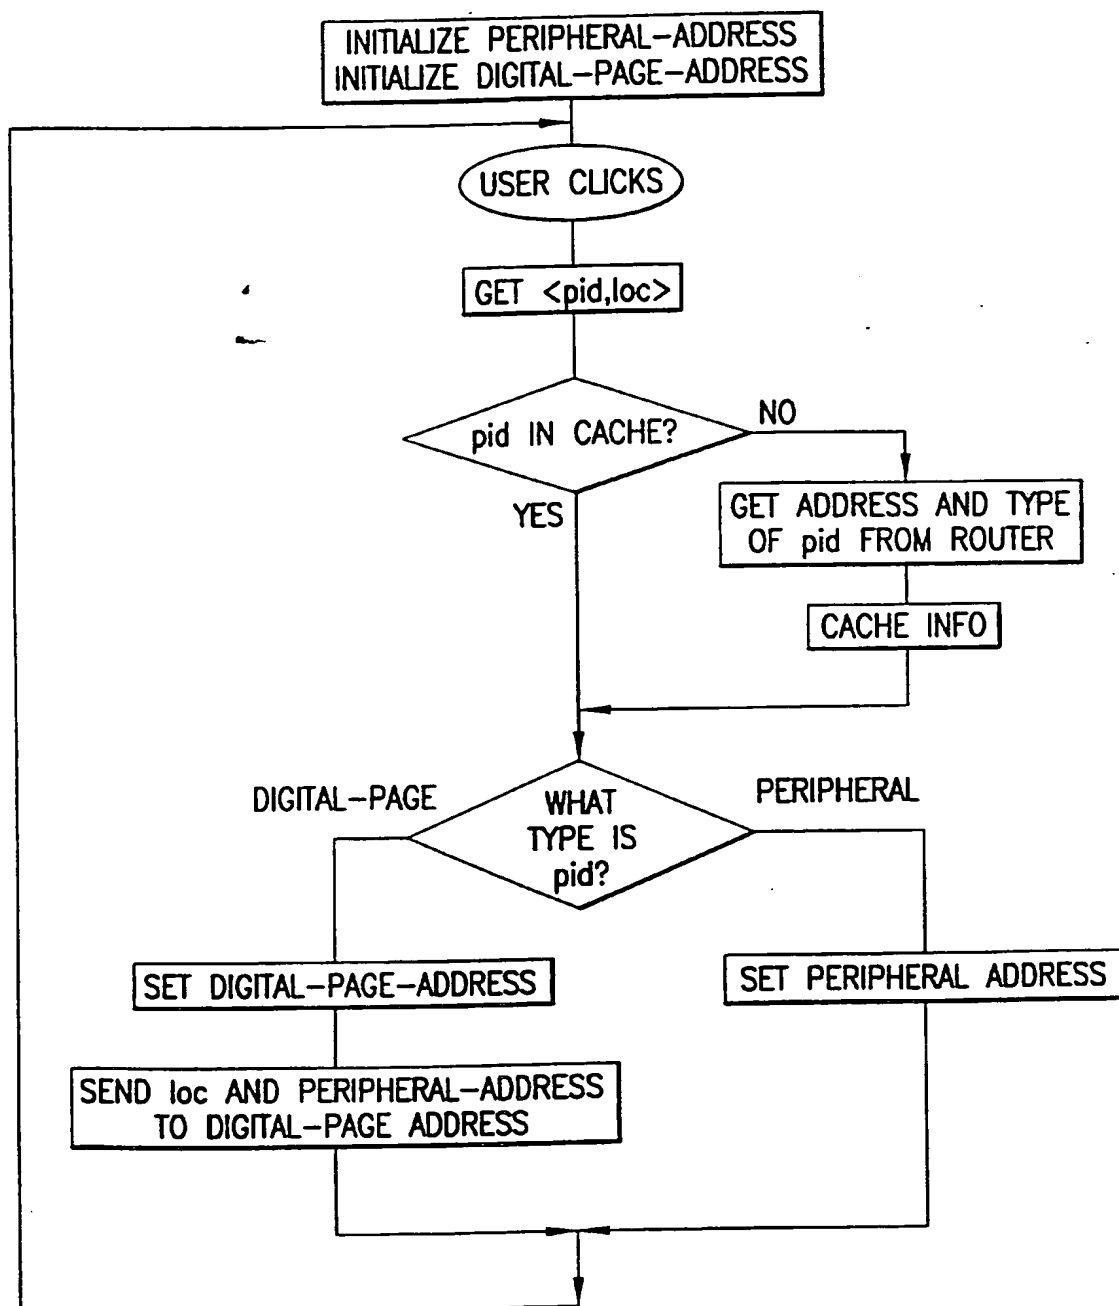 INITIALIZE PERIPHERAL-ADDRESS
INITIALIZE DIGITAL-PAGE-ADDRESS
USER CLICKS
GET <pid,loc>
pid IN CACHE?
NO
YES
GET ADDRESS AND TYPE
OF pid FROM ROUTER
CACHE INFO
DIGITAL-PAGE
WHAT
TYPE IS
pid?
PERIPHERAL
SET DIGITAL-PAGE-ADDRESS
SET PERIPHERAL ADDRESS
SEND loc AND PERIPHERAL-ADDRESS
TO DIGITAL-PAGE ADDRESS